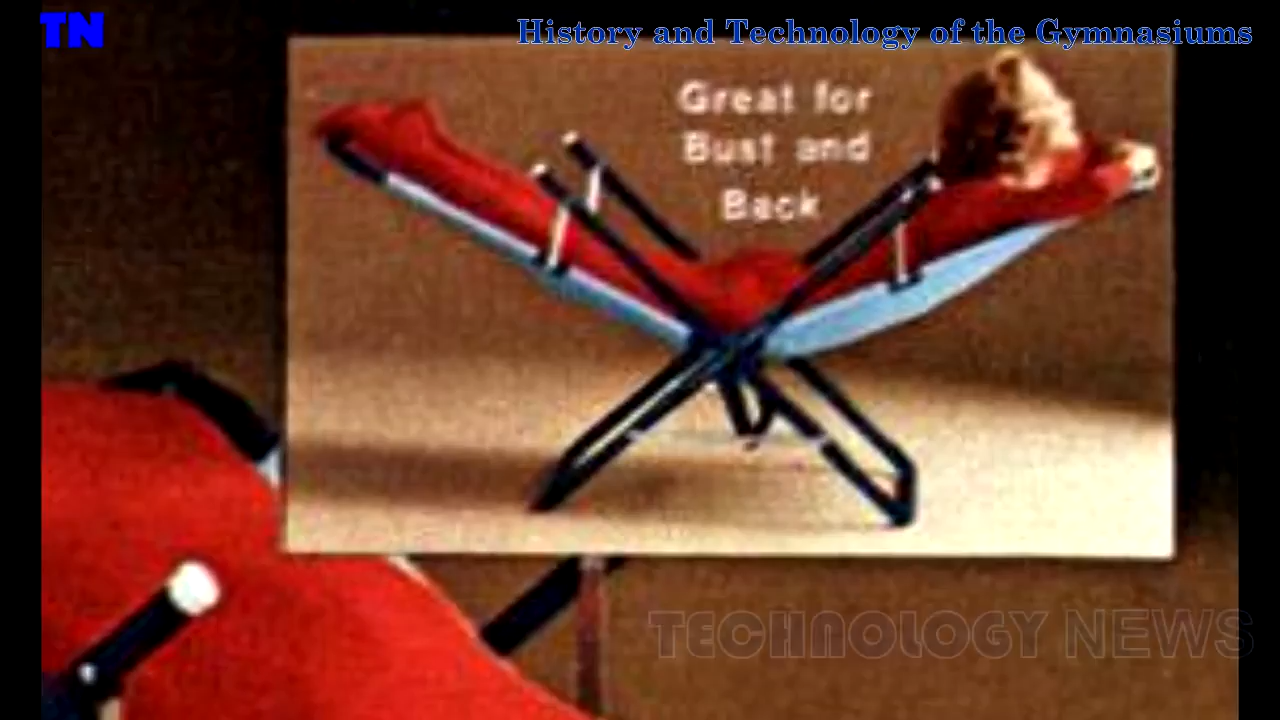 TN
History and Technology of the Gymnasiums
Great for
Bust and
Back
TECHNOLOGY NEWS